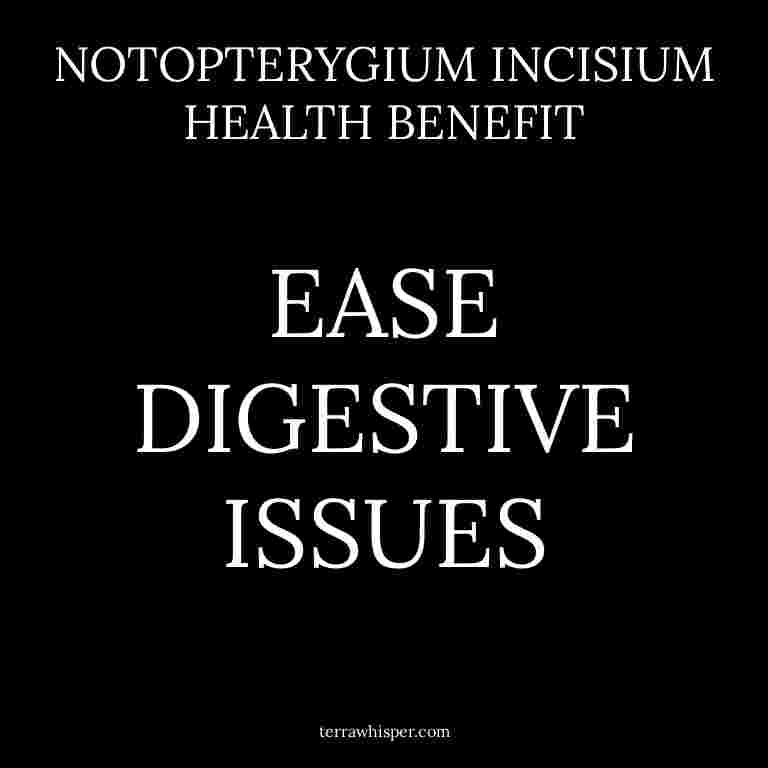 NOTOPTERYGIUM INCISIUM
HEALTH BENEFIT
EASE
DIGESTIVE
ISSUES
terrawhisper.com